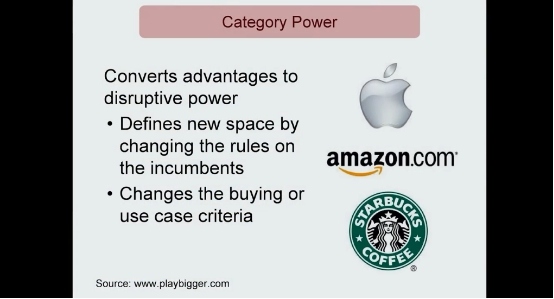 Category Power
Converts advantages to
disruptive power
• Defines new space by
changing the rules on
the incumbents
• Changes the buying or
use case criteria
amazon.com
STARBUCKS
COFFEE
®
Source: www.playbigger.com